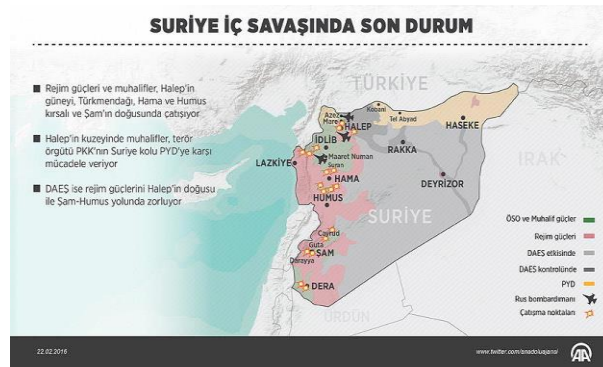 SURİYE İÇ SAVAŞINDA SON DURUM
Rejim güçleri ve muhalifler, Halep'in
güneyi, Türkmendağı, Hama ve Humus
kırsalı ve Şam'ın doğusunda çatışıyor
Halep'in kuzeyinde muhalifler, terör
örgütü PKK'nın Suriye kolu PYD'ye karşı
mücadele veriyor
DAEŞ ise rejim güçlerini Halep'in doğusu
ile Şam-Humus yolunda zorluyor
TÜRKİYE
Kobani
Azez
Mare
Tel Abyad
HALEP
HASEKE
İDLİB
RAKKA
IRAK
LAZKİYE
Maaret Numan
Suran
HAMA
DEYRİZOR
HUMUS
SURİYE
Cayrud
Guta
ŞAM
Dareyya
DERA
ÜRDÜN
ÖSO ve Muhalif güçler
Rejim güçleri
DAEŞ etkisinde
DAEŞ kontrolünde
PYD
Rus bombardımanı
Çatışma noktaları
22.02.2016
www.twitter.com/anadoluajansi
AA